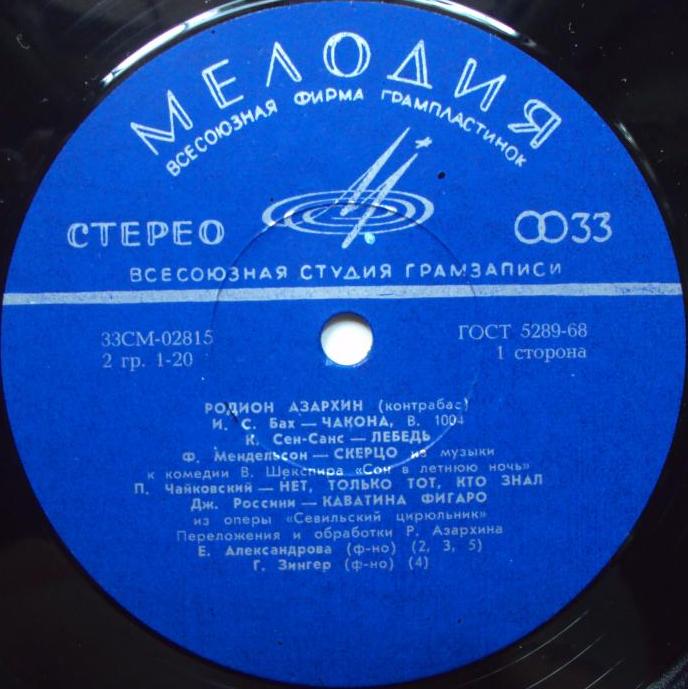 МЕЛОДИЯ
ВСЕСОЮЗНАЯ ФИРМА ГРАМПЛАСТИНОК
СТЕРЕО
33
ВСЕСОЮЗНАЯ СТУДИЯ ГРАМЗАПИСИ
33СМ-02815
2 гр. 1-20
ГОСТ 5289-68
1 сторона
РОДИОН АЗАРХИН (контрабас)
И. С. Бах — ЧАКОНА, В. 1004
К. Сен-Санс — ЛЕБЕДЬ
Ф. Мендельсон — СКЕРЦО из музыки
к комедии В. Шекспира «Сон в летнюю ночь»
П. Чайковский — НЕТ, ТОЛЬКО ТОТ, КТО ЗНАЛ
Дж. Россини — КАВАТИНА ФИГАРО
из оперы «Севильский цирюльник»
Переложения и обработки Р. Азархина
Е. Александрова (ф-но) (2, 3, 5)
Г. Зингер (ф-но) (4)